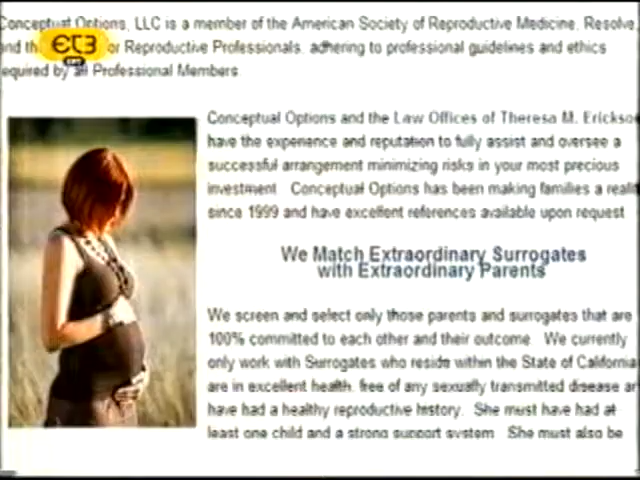 Conceptual Options, LLC is a member of the American Society of Reproductive Medicine, Resolve,
for Reproductive Professionals, adhering to professional guidelines and ethics
required by all Professional Members.
ΕΤ3
ΕΡΤ
Conceptual Options and the Law Offices of Theresa M. Erickson
have the experience and reputation to fully assist and oversee a
successful arrangement minimizing risks in your most precious
investment. Conceptual Options has been making families a
since 1999 and have excellent references available upon request
We Match Extraordinary Surrogates
with Extraordinary Parents
We screen and select only those parents and surrogates that are
100% committed to each other and their outcome. We currently
only work with Surrogates who reside within the State of California
are in excellent health, free of any sexually transmitted disease
have had a healthy reproductive history. She must have had at
least one child and a strong support system. She must also be